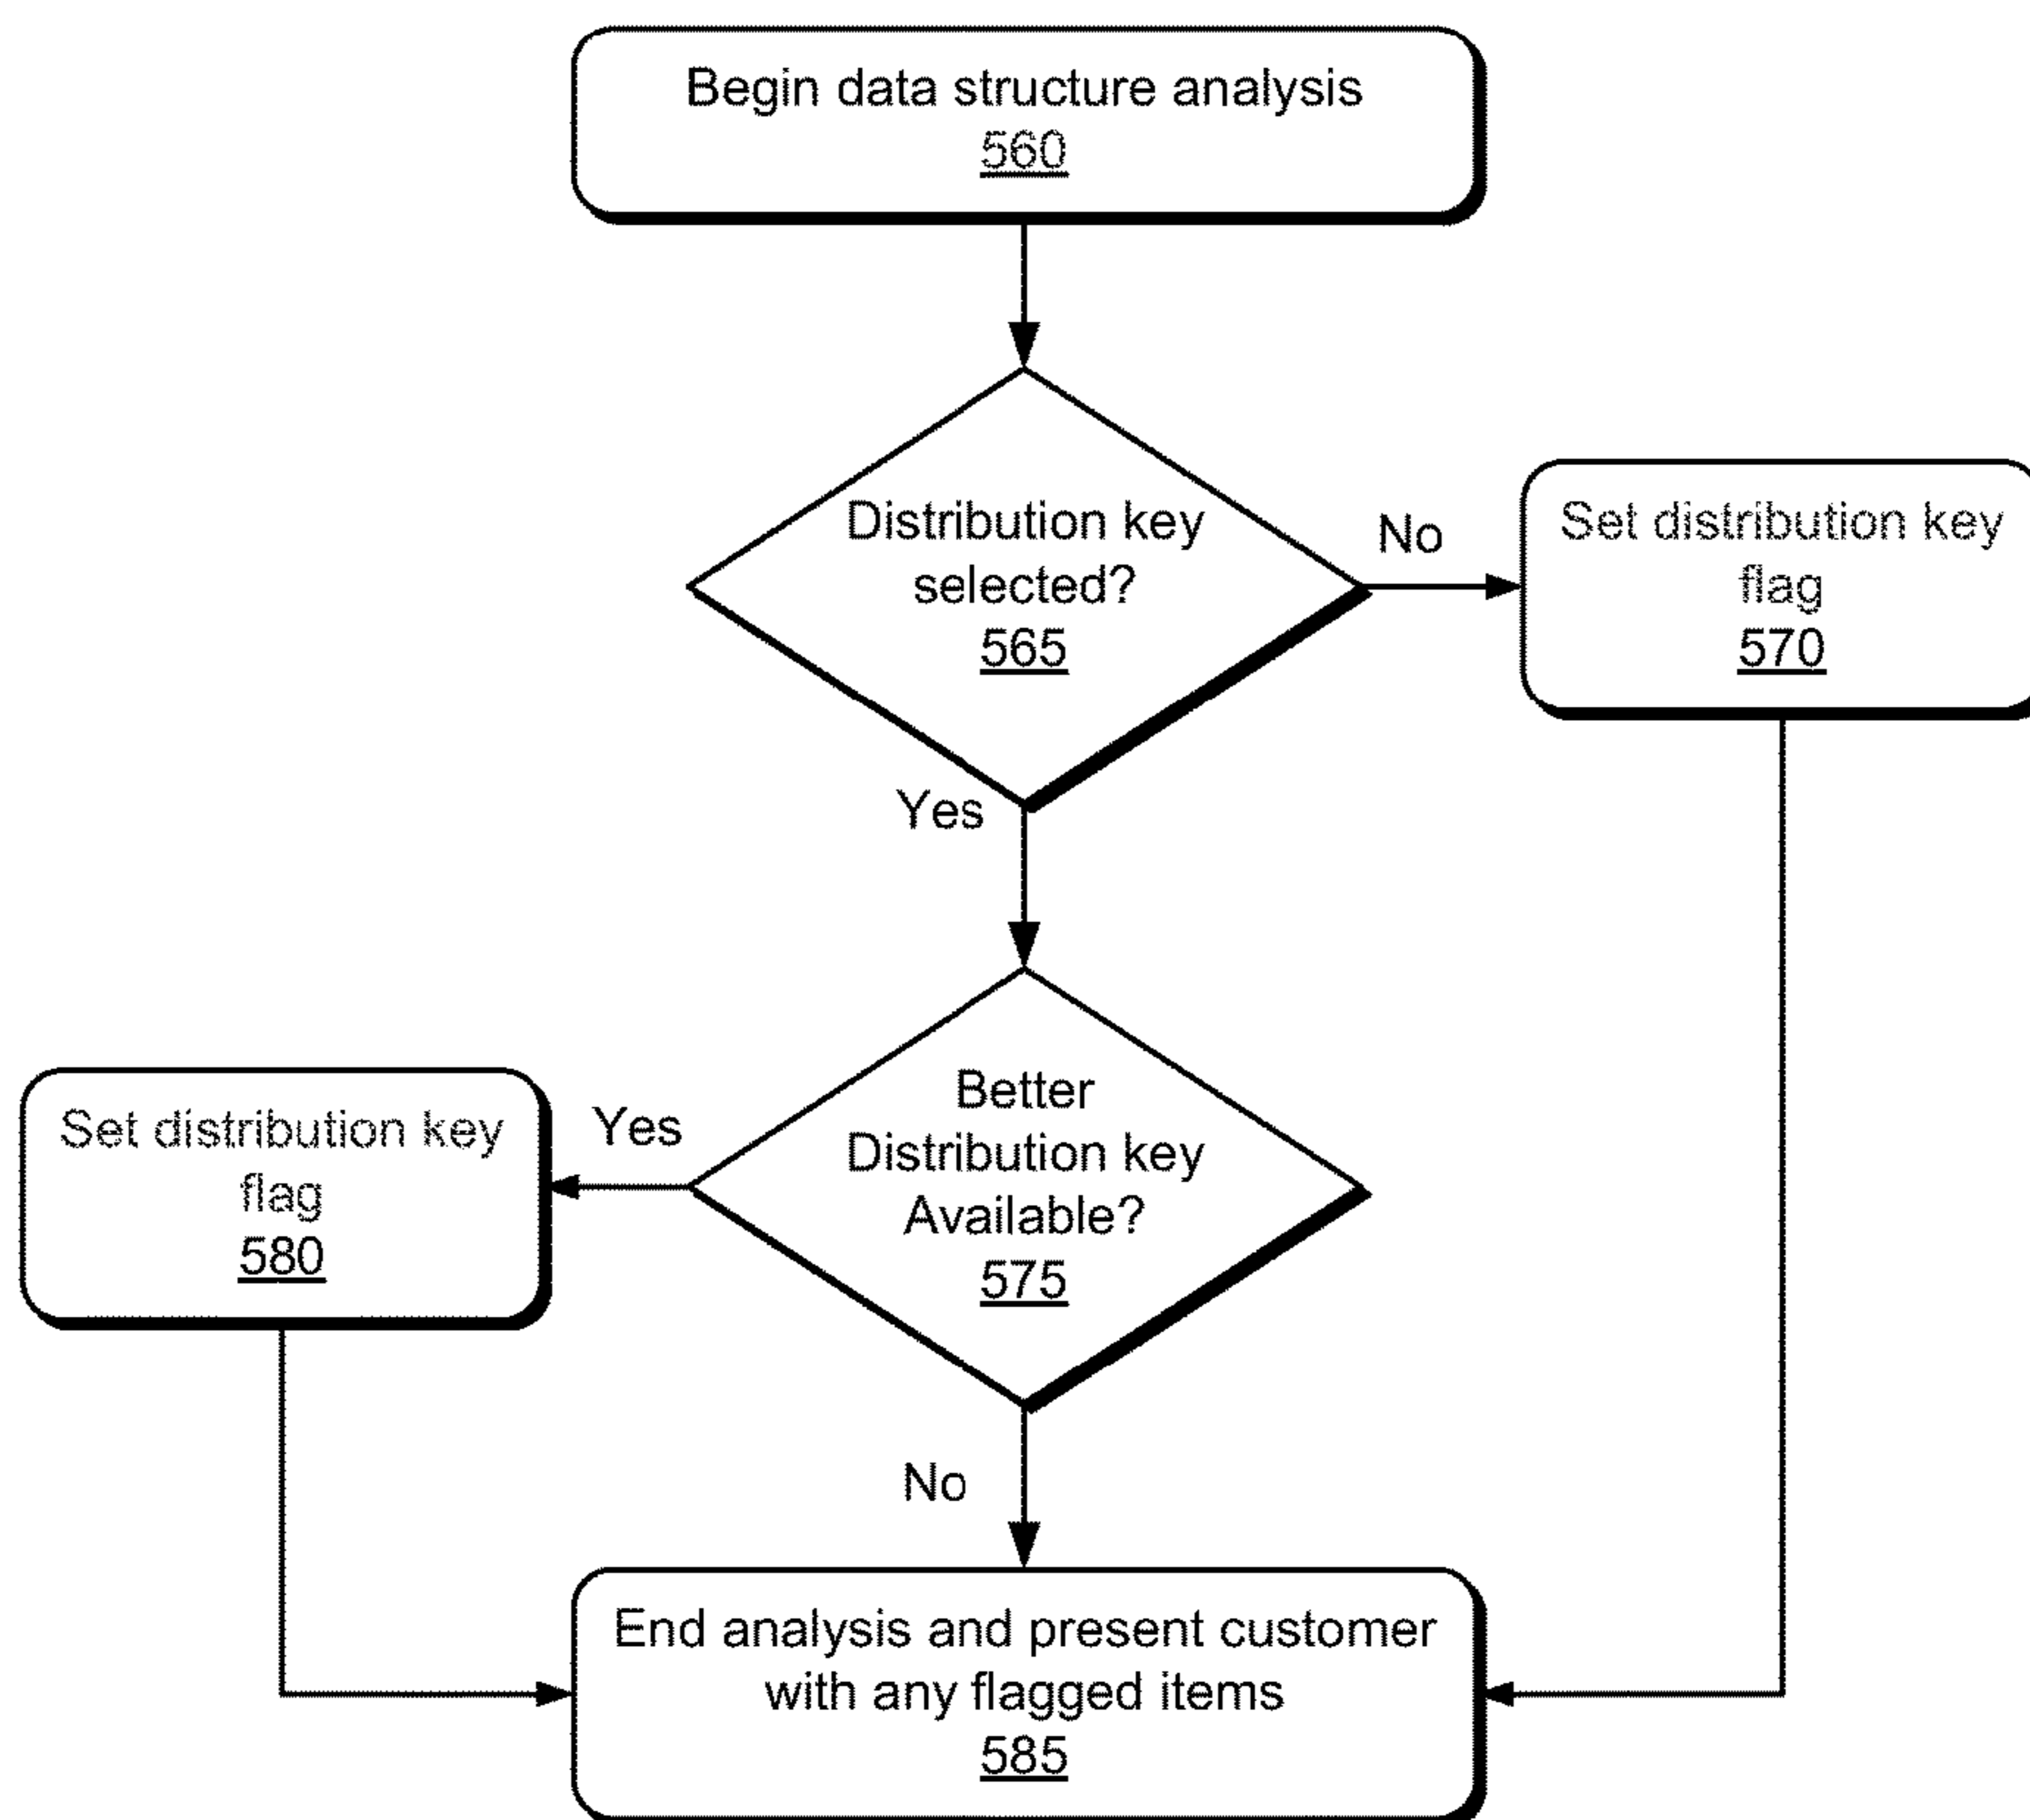 Begin data structure analysis
560
Distribution key
selected?
565
No
Set distribution key
flag
570
Yes
Better
Distribution key
Available?
575
Yes
Set distribution key
flag
580
No
End analysis and present customer
with any flagged items
585